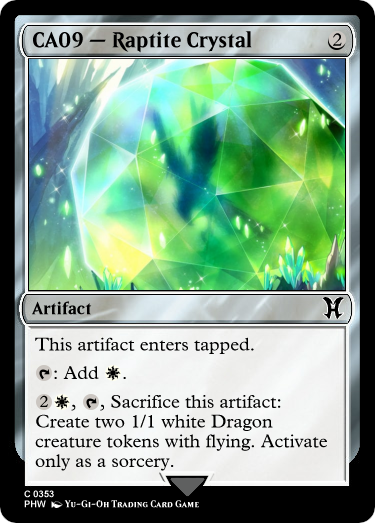 CA09 — Raptite Crystal 2
Artifact
This artifact enters tapped.
: Add .
2 , , Sacrifice this artifact:
Create two 1/1 white Dragon
creature tokens with flying. Activate
only as a sorcery.
C 0353
PHW Yu-Gi-Oh Trading Card Game